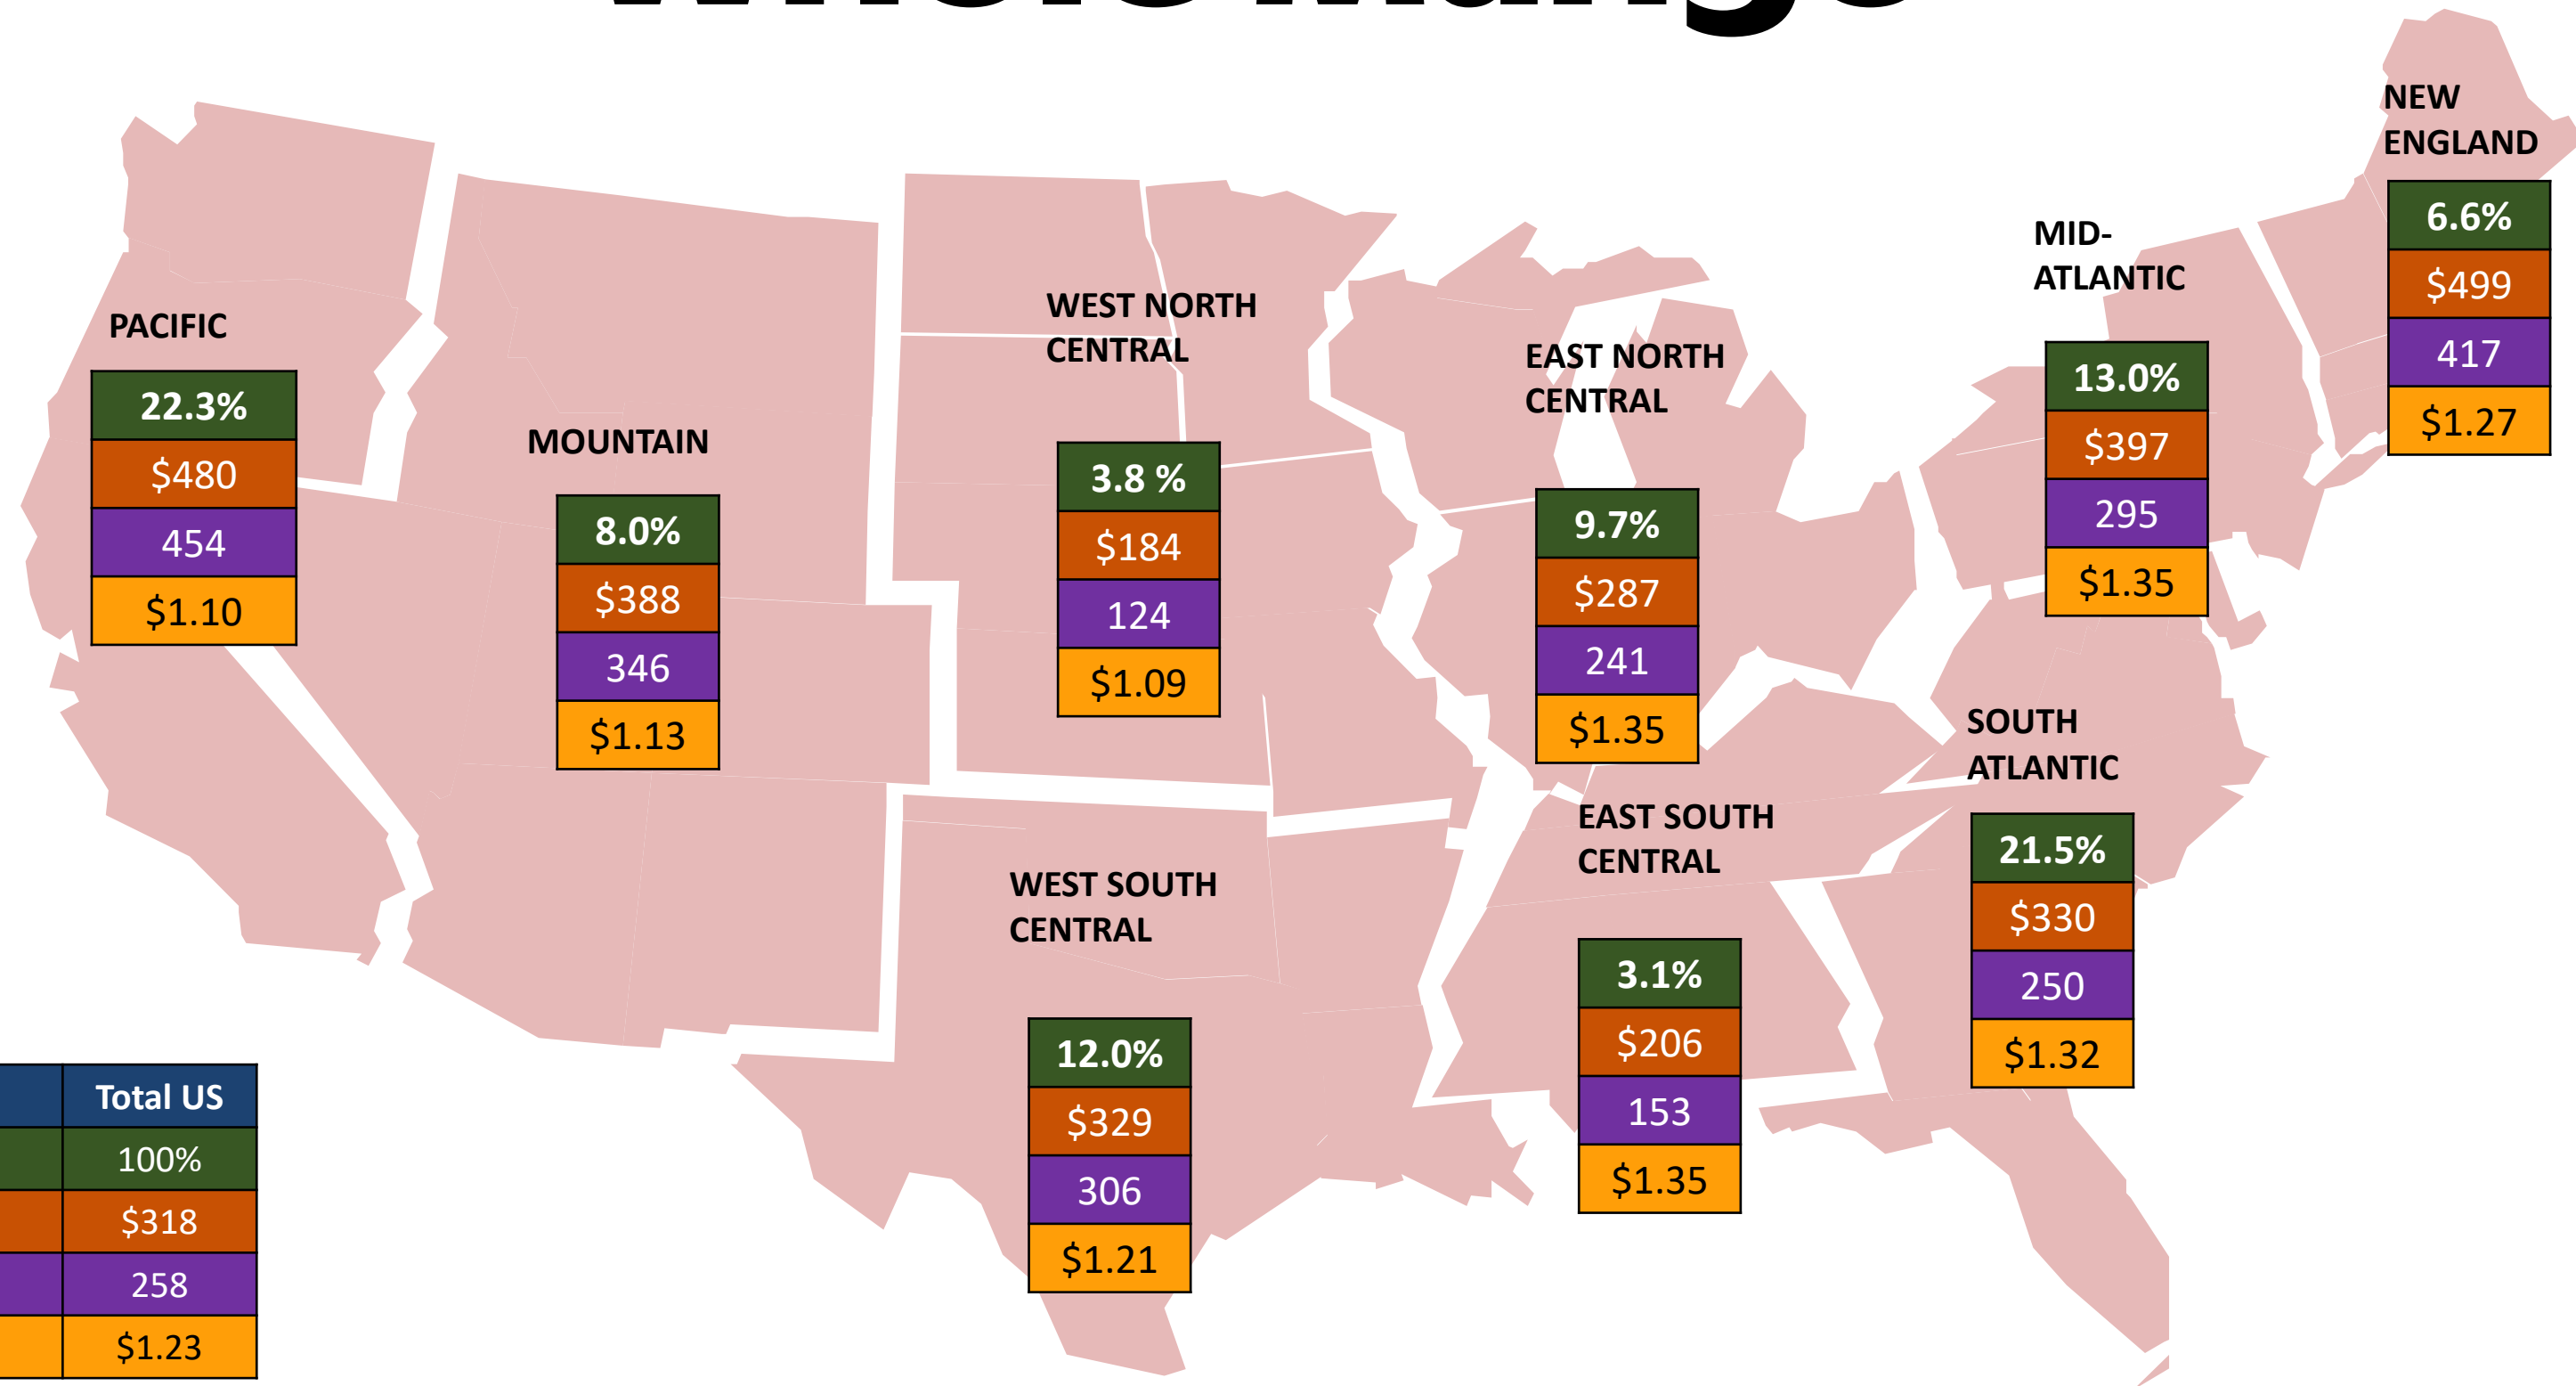 NEW
ENGLAND
6.6%
$499
417
$1.27
MID-
ATLANTIC
13.0%
$397
295
$1.35
PACIFIC
22.3%
$480
454
$1.10
WEST NORTH
CENTRAL
3.8 %
$184
124
$1.09
EAST NORTH
CENTRAL
9.7%
$287
241
$1.35
MOUNTAIN
8.0%
$388
346
$1.13
SOUTH
ATLANTIC
21.5%
$330
250
$1.32
EAST SOUTH
CENTRAL
3.1%
$206
153
$1.35
WEST SOUTH
CENTRAL
12.0%
$329
306
$1.21
Total US
100%
$318
258
$1.23